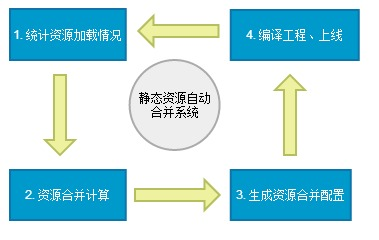 1. 统计资源加载情况
4. 编译工程、上线
静态资源自动
合并系统
2. 资源合并计算
3. 生成资源合并配置